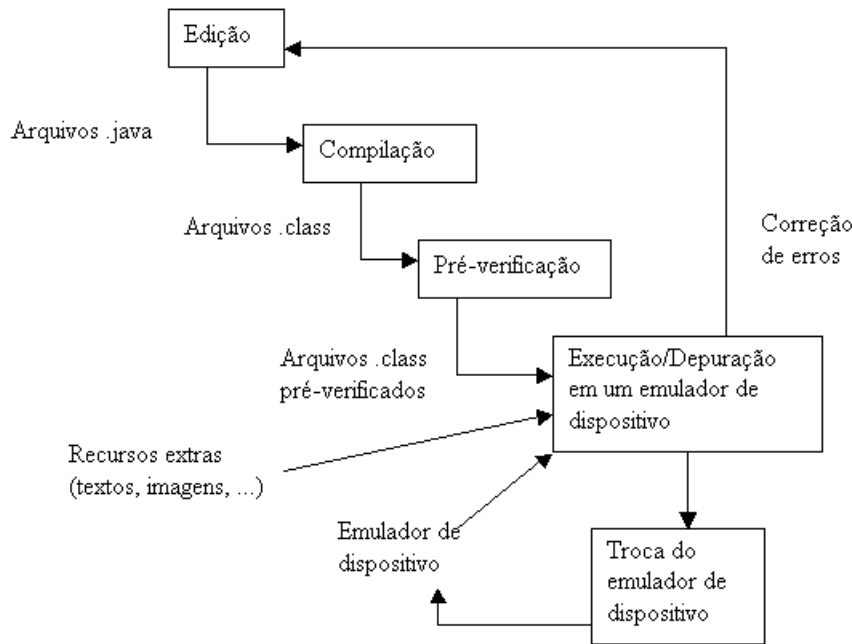 Edição
Arquivos .java
Compilação
Arquivos .class
Correção
de erros
Pré-verificação
Arquivos .class
pré-verificados
Execução/Depuração
em um emulador de
dispositivo
Recursos extras
(textos, imagens, ...)
Emulador de
dispositivo
Troca do
emulador de
dispositivo